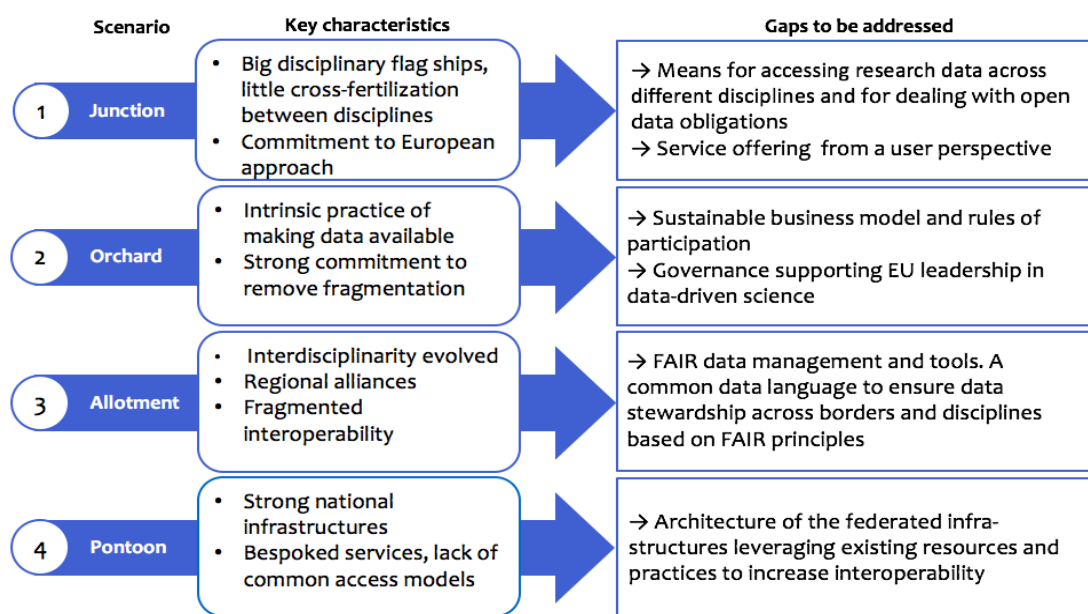 Scenario
Key characteristics
Gaps to be addressed
1
Junction
• Big disciplinary flag ships,
little cross-fertilization
between disciplines
• Commitment to European
approach
→ Means for accessing research data across
different disciplines and for dealing with open
data obligations
→ Service offering from a user perspective
2
Orchard
• Intrinsic practice of
making data available
• Strong commitment to
remove fragmentation
→ Sustainable business model and rules of
participation
→ Governance supporting EU leadership in
data-driven science
3
Allotment
• Interdisciplinarity evolved
• Regional alliances
• Fragmented
interoperability
→ FAIR data management and tools. A
common data language to ensure data
stewardship across borders and disciplines
based on FAIR principles
4
Pontoon
• Strong national
infrastructures
• Bespoked services, lack of
common access models
→ Architecture of the federated infra-
structures leveraging existing resources and
practices to increase interoperability